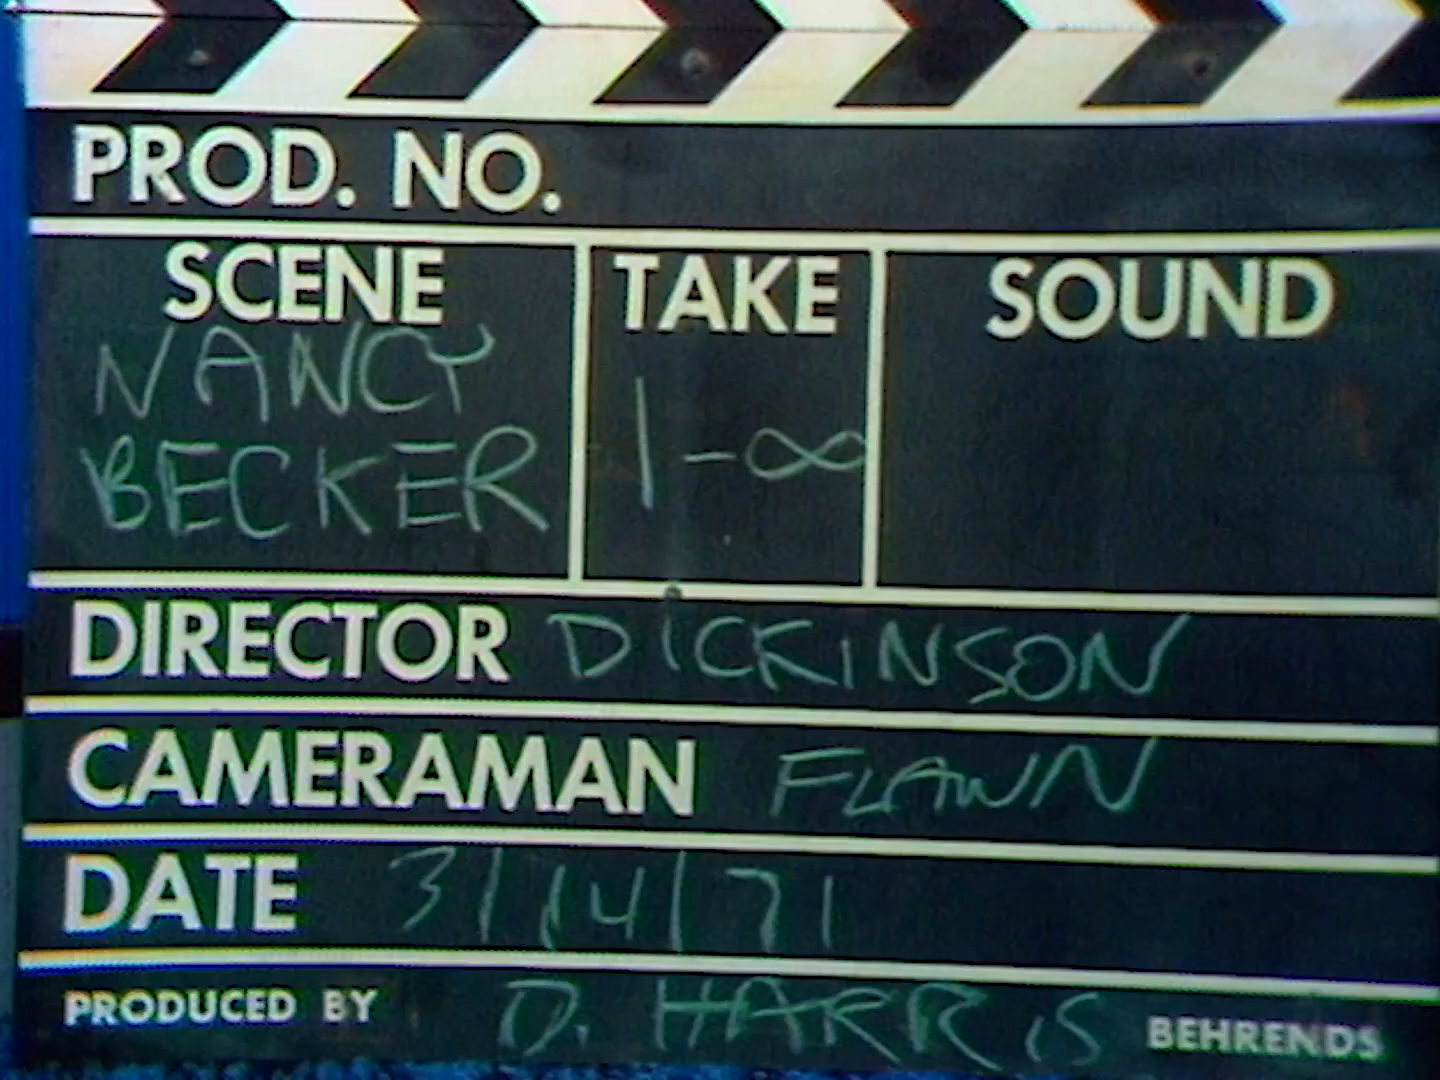 PROD. NO.
SCENE TAKE SOUND
NANCY
BECKER 1-∞
DIRECTOR DICKINSON
CAMERAMAN FLAWN
DATE 3/14/71
PRODUCED BY D. HARRIS BEHRENDS